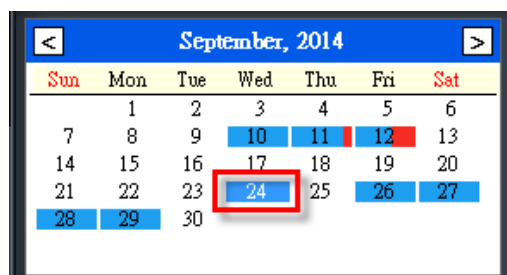 < September, 2014 >
Sun Mon Tue Wed Thu Fri Sat
1 2 3 4 5 6
7 8 9 10 11 12 13
14 15 16 17 18 19 20
21 22 23 24 25 26 27
28 29 30